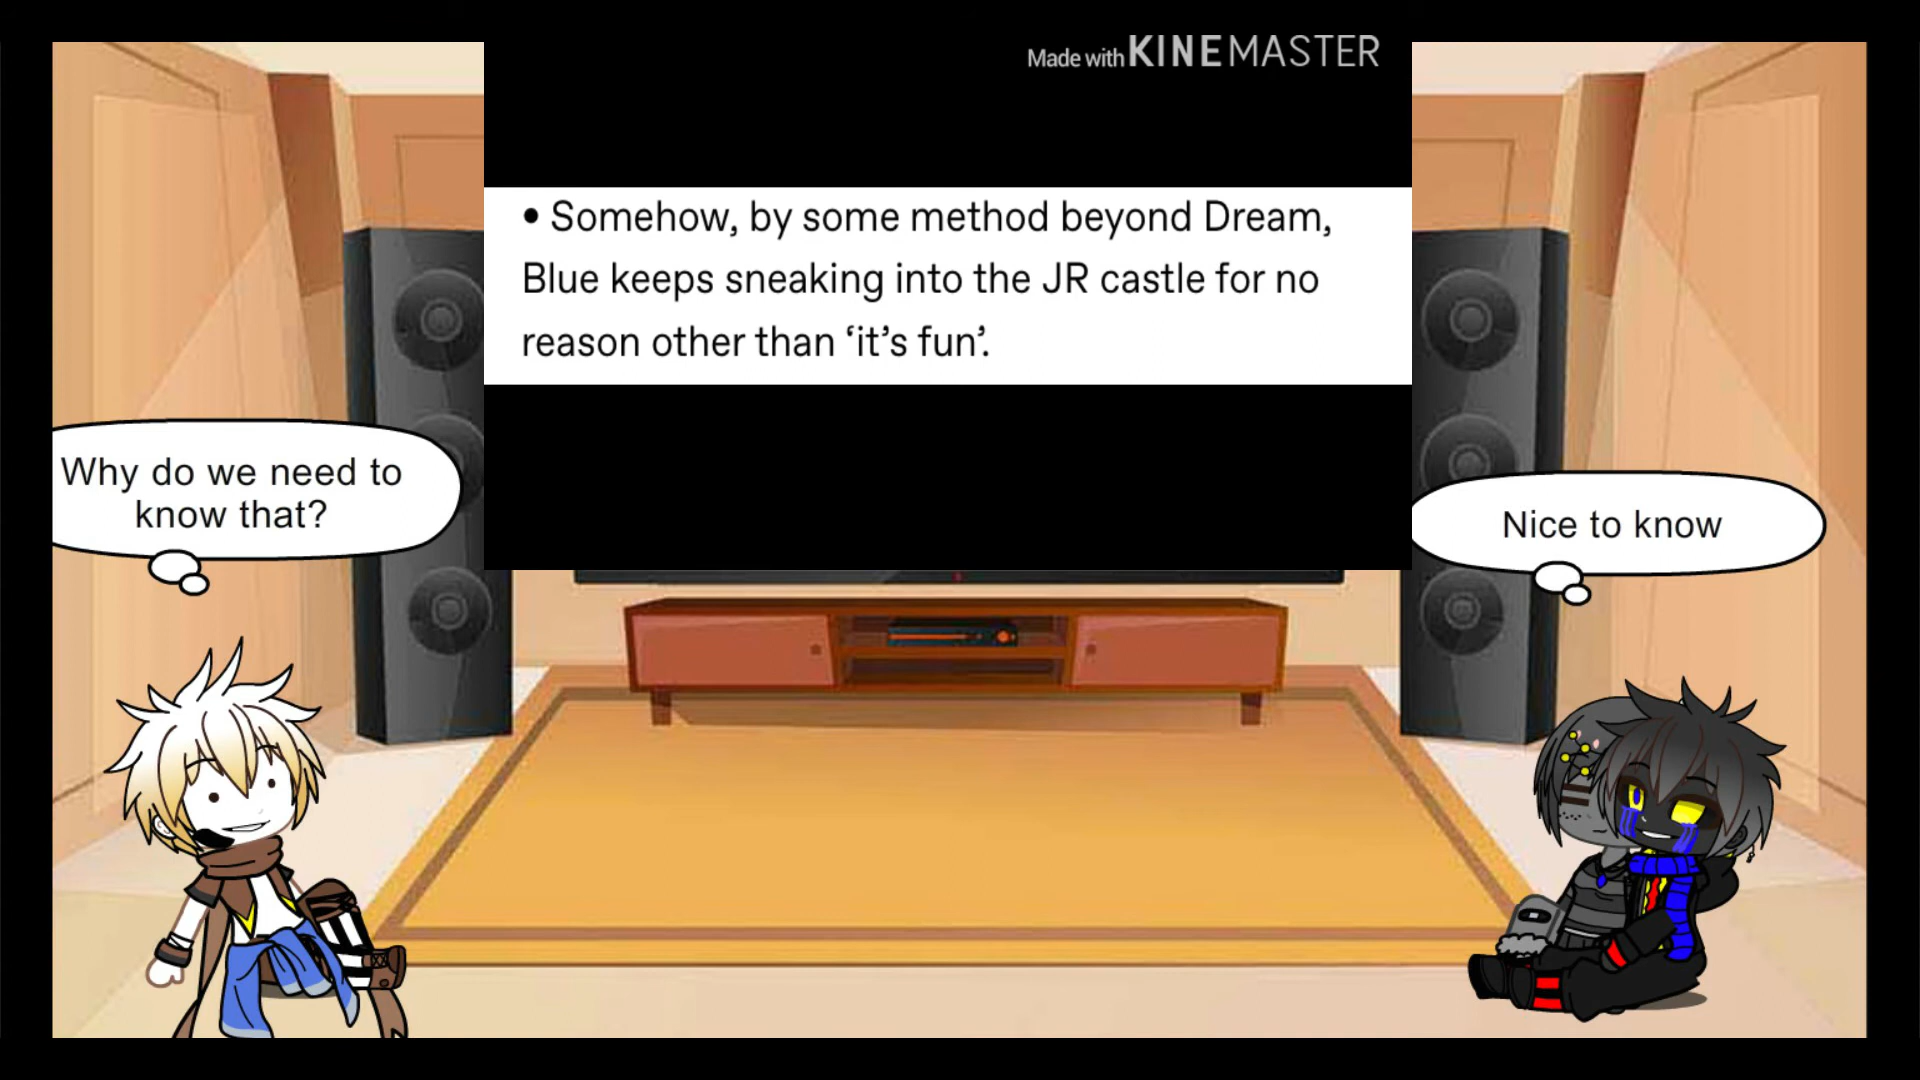 Made with KINEMASTER
• Somehow, by some method beyond Dream,
Blue keeps sneaking into the JR castle for no
reason other than ‘it’s fun’.
Why do we need to
know that?
Nice to know